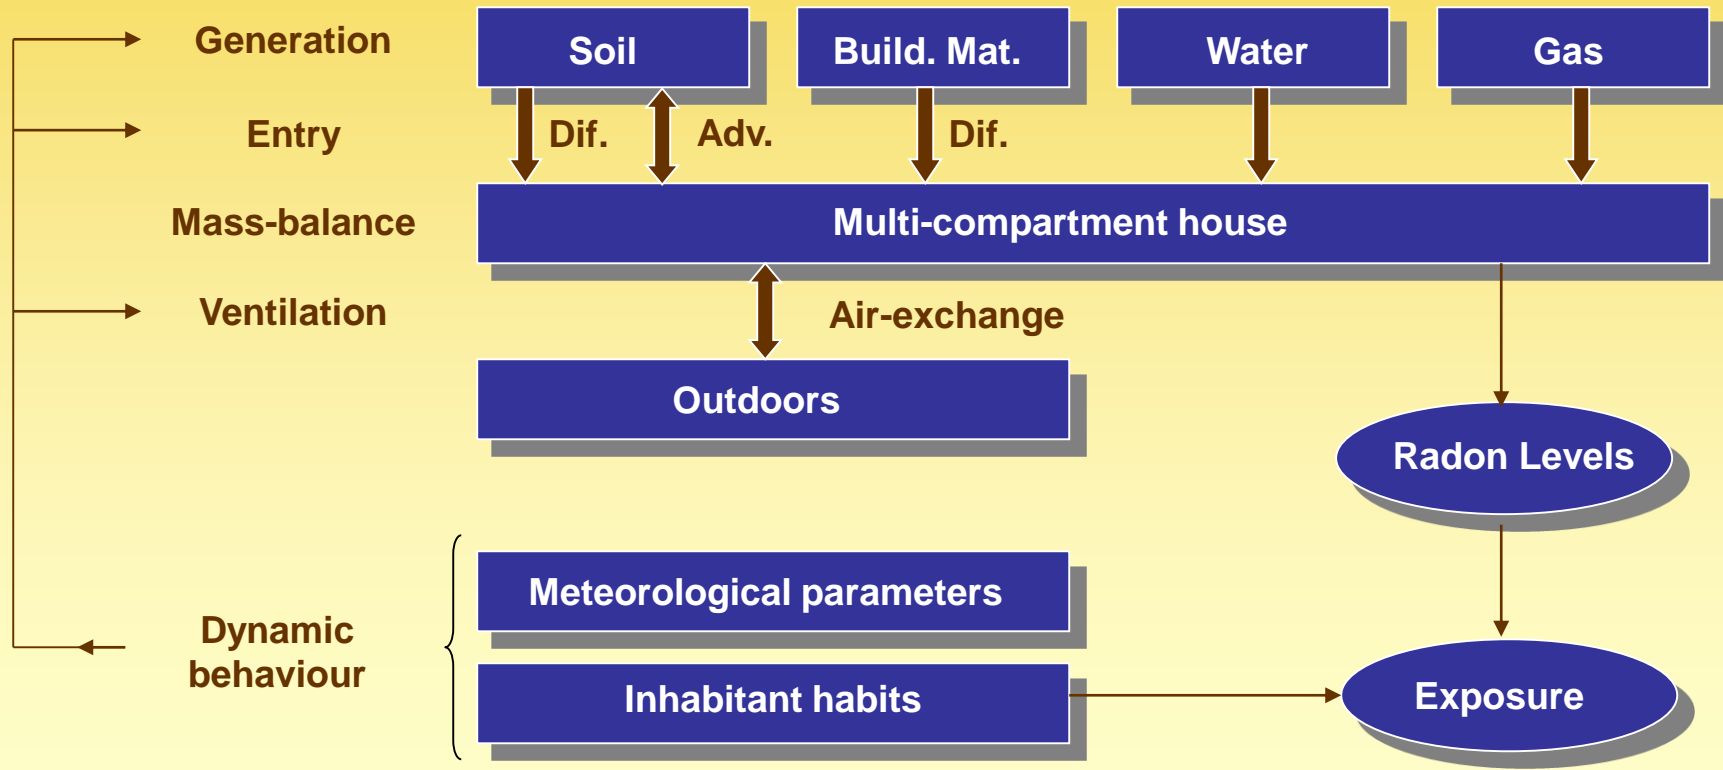 Generation
Soil
Build. Mat.
Water
Gas
Entry
Dif.
Adv.
Dif.
Mass-balance
Multi-compartment house
Ventilation
Air-exchange
Outdoors
Radon Levels
Dynamic
behaviour
Meteorological parameters
Inhabitant habits
Exposure